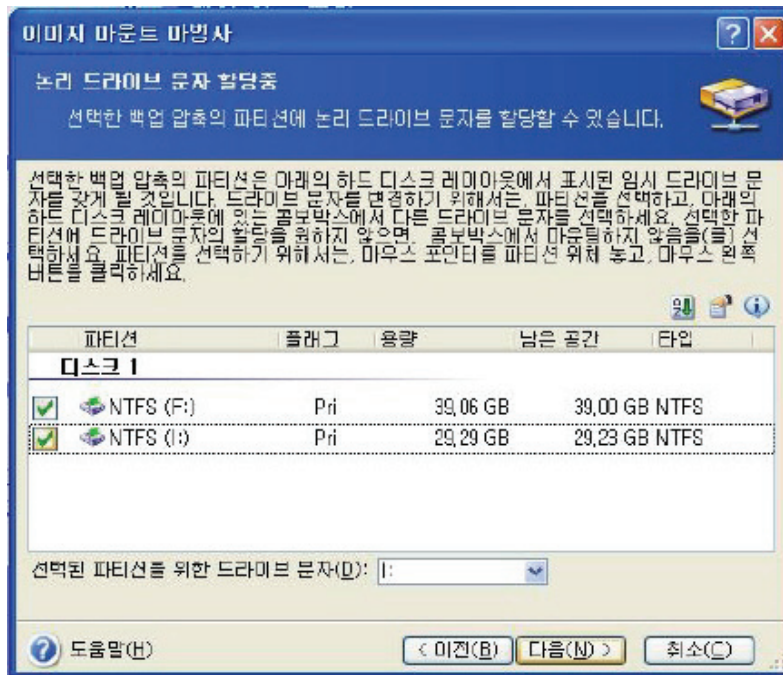 이미지 마운트 마법사
논리 드라이브 문자 할당중
선택한 백업 압축의 파티션에 논리 드라이브 문자를 할당할 수 있습니다.
선택한 백업 압축의 파티션은 아래의 하드 디스크 레이아웃에서 표시된 임시 드라이브 문
자를 갖게 될 것입니다. 드라이브 문자를 변경하기 위해서는, 파티션을 선택하고, 아래의
하드 디스크 레이아웃에 있는 콤보박스에서 다른 드라이브 문자를 선택하세요. 선택한 파
티션에 드라이브 문자의 할당을 원하지 않으면, 콤보박스에서 마운팅하지 않음을(를) 선
택하세요. 파티션을 선택하기 위해서는, 마우스 포인터를 파티션 위체 놓고, 마우스 왼쪽
버튼을 클릭하세요.
파티션 플래그 용량 남은 공간 타입
디스크 1
NTFS (F:) Pri 39,06 GB 39,00 GB NTFS
NTFS (I:) Pri 29,29 GB 29,23 GB NTFS
선택된 파티션를 위한 드라이브 문자(D): I:
도움말(H) < 이전(B) 다음(N) > 취소(C)